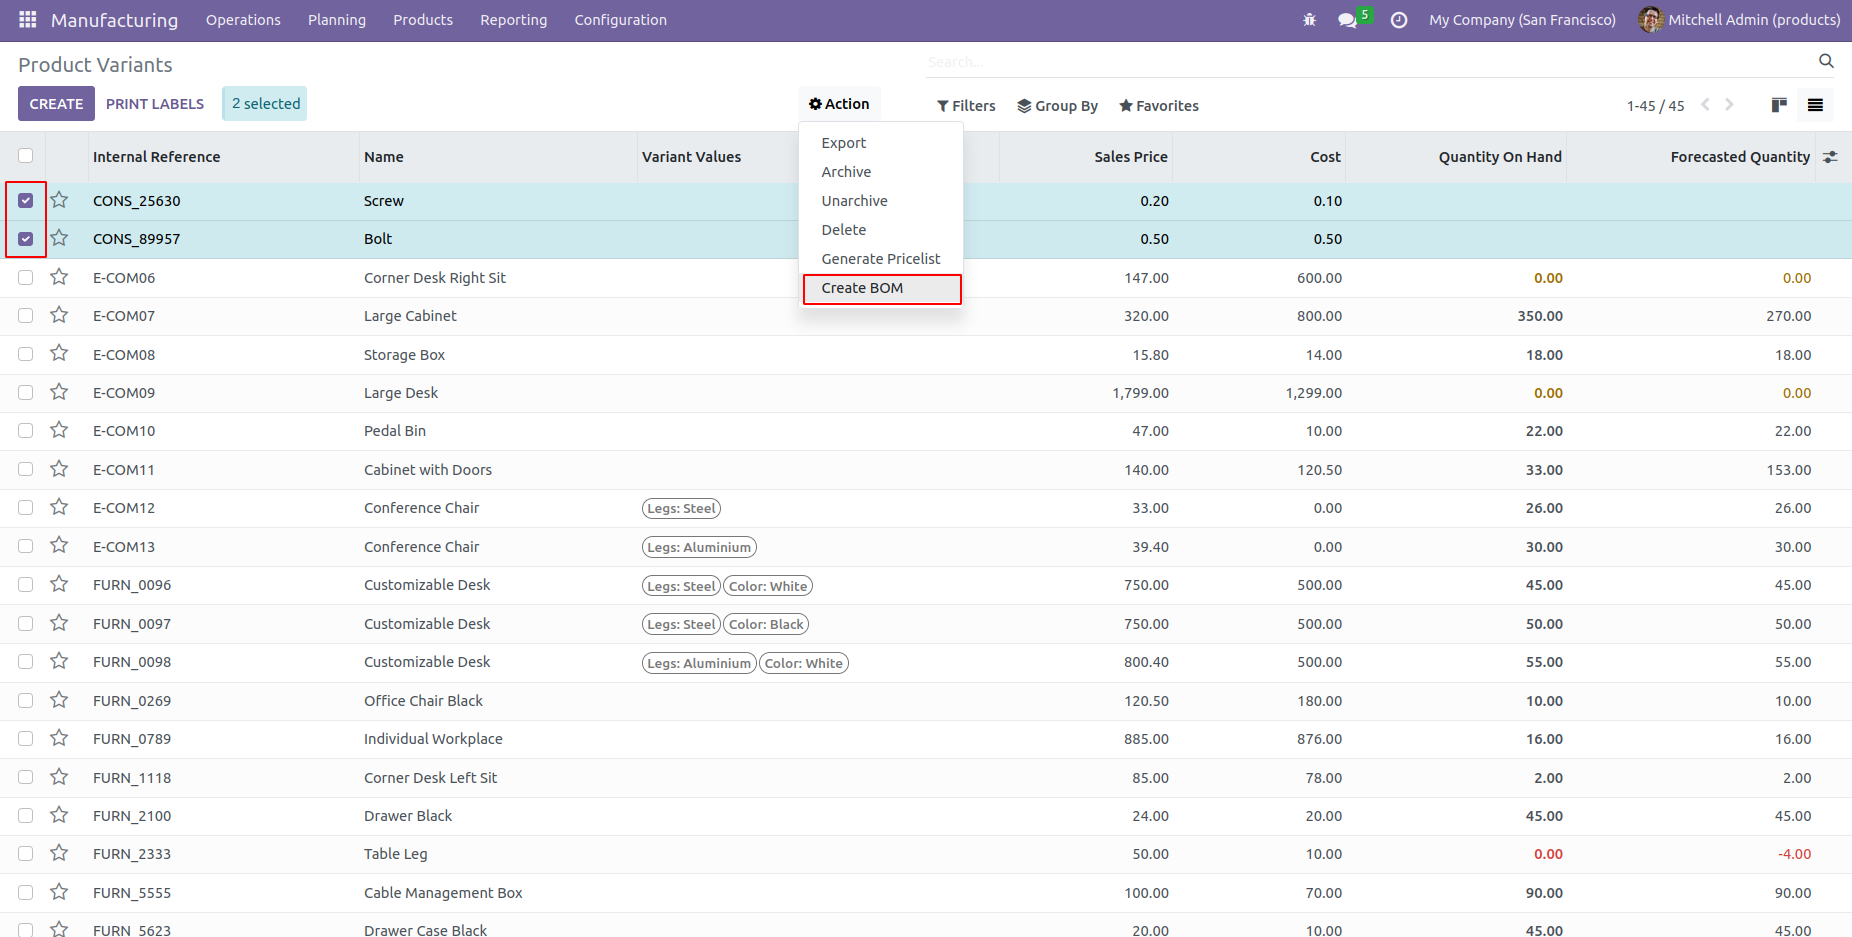 Manufacturing Operations Planning Products Reporting Configuration 5 My Company (San Francisco) Mitchell Admin (products)
Product Variants Search...
CREATE PRINT LABELS 2 selected Action Filters Group By Favorites 1-45 / 45
Export
Archive
Unarchive
Delete
Generate Pricelist
Create BOM
Internal Reference Name Variant Values Sales Price Cost Quantity On Hand Forecasted Quantity
CONS_25630 Screw 0.20 0.10
CONS_89957 Bolt 0.50 0.50
E-COM06 Corner Desk Right Sit 147.00 600.00 0.00 0.00
E-COM07 Large Cabinet 320.00 800.00 350.00 270.00
E-COM08 Storage Box 15.80 14.00 18.00 18.00
E-COM09 Large Desk 1,799.00 1,299.00 0.00 0.00
E-COM10 Pedal Bin 47.00 10.00 22.00 22.00
E-COM11 Cabinet with Doors 140.00 120.50 33.00 153.00
E-COM12 Conference Chair Legs: Steel 33.00 0.00 26.00 26.00
E-COM13 Conference Chair Legs: Aluminium 39.40 0.00 30.00 30.00
FURN_0096 Customizable Desk Legs: Steel Color: White 750.00 500.00 45.00 45.00
FURN_0097 Customizable Desk Legs: Steel Color: Black 750.00 500.00 50.00 50.00
FURN_0098 Customizable Desk Legs: Aluminium Color: White 800.40 500.00 55.00 55.00
FURN_0269 Office Chair Black 120.50 180.00 10.00 10.00
FURN_0789 Individual Workplace 885.00 876.00 16.00 16.00
FURN_1118 Corner Desk Left Sit 85.00 78.00 2.00 2.00
FURN_2100 Drawer Black 24.00 20.00 45.00 45.00
FURN_2333 Table Leg 50.00 10.00 0.00 -4.00
FURN_5555 Cable Management Box 100.00 70.00 90.00 90.00
FURN_5623 Drawer Case Black 20.00 10.00 45.00 45.00